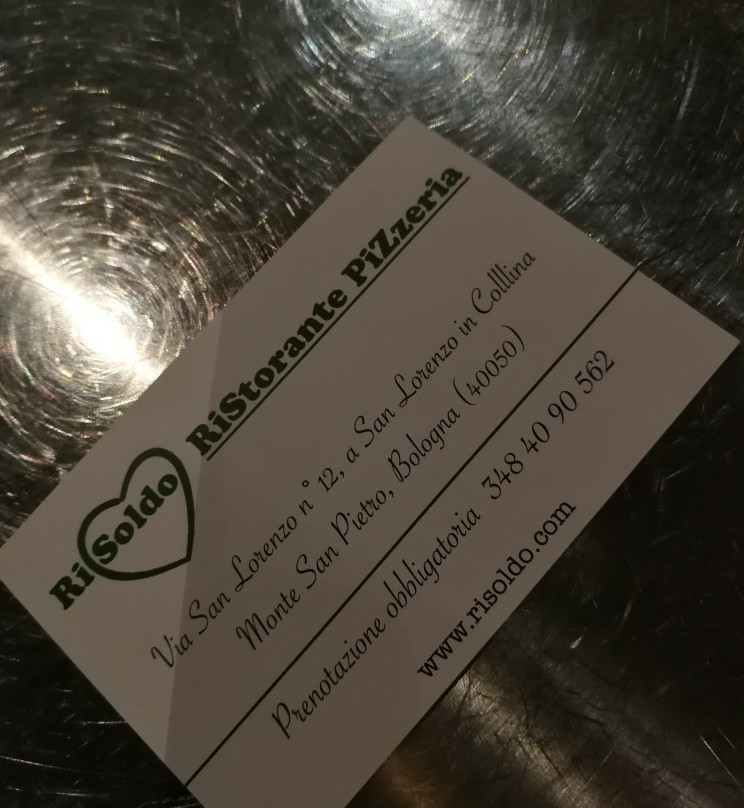 RiSoldo RiStorante PiZzeria
Via San Lorenzo n° 12, a San Lorenzo in Colllina
Monte San Pietro, Bologna (40050)
Prenotazione obbligatoria 348 40 90 562
www.risoldo.com